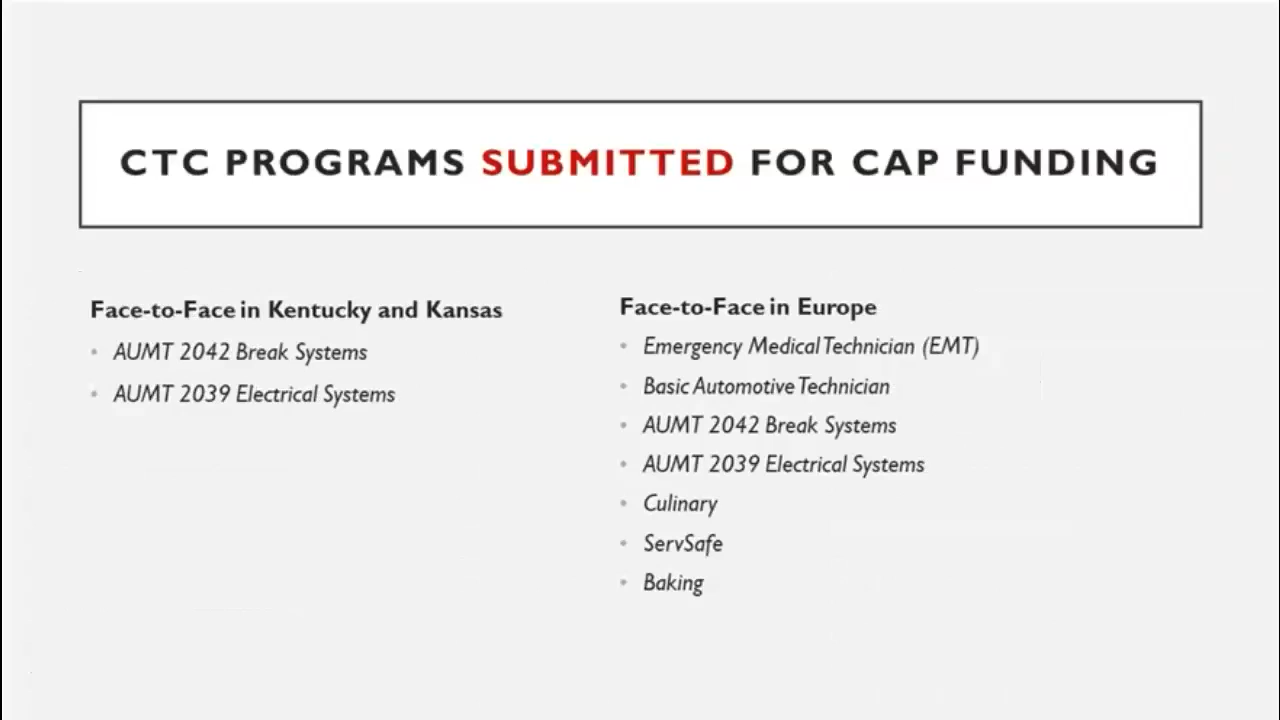 CTC PROGRAMS SUBMITTED FOR CAP FUNDING
Face-to-Face in Kentucky and Kansas
• AUMT 2042 Break Systems
• AUMT 2039 Electrical Systems
Face-to-Face in Europe
• Emergency Medical Technician (EMT)
• Basic Automotive Technician
• AUMT 2042 Break Systems
• AUMT 2039 Electrical Systems
• Culinary
• ServSafe
• Baking